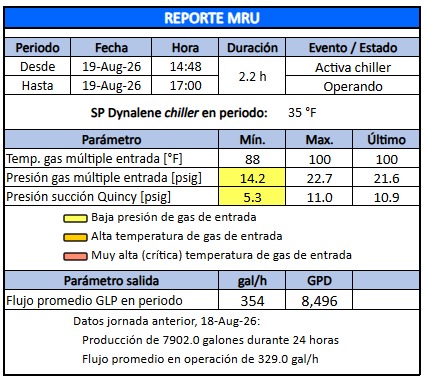 REPORTE MRU
Periodo Fecha Hora Duración Evento / Estado
Desde 19-Aug-26 14:48 2.2 h Activa chiller
Hasta 19-Aug-26 17:00 Operando
SP Dynalene chiller en periodo: 35 °F
Parámetro Mín. Max. Último
Temp. gas múltiple entrada [°F] 88 100 100
Presión gas múltiple entrada [psig] 14.2 22.7 21.6
Presión succión Quincy [psig] 5.3 11.0 10.9
Baja presión de gas de entrada
Alta temperatura de gas de entrada
Muy alta (crítica) temperatura de gas de entrada
Parámetro salida gal/h GPD
Flujo promedio GLP en periodo 354 8,496
Datos jornada anterior, 18-Aug-26:
Producción de 7902.0 galones durante 24 horas
Flujo promedio en operación de 329.0 gal/h